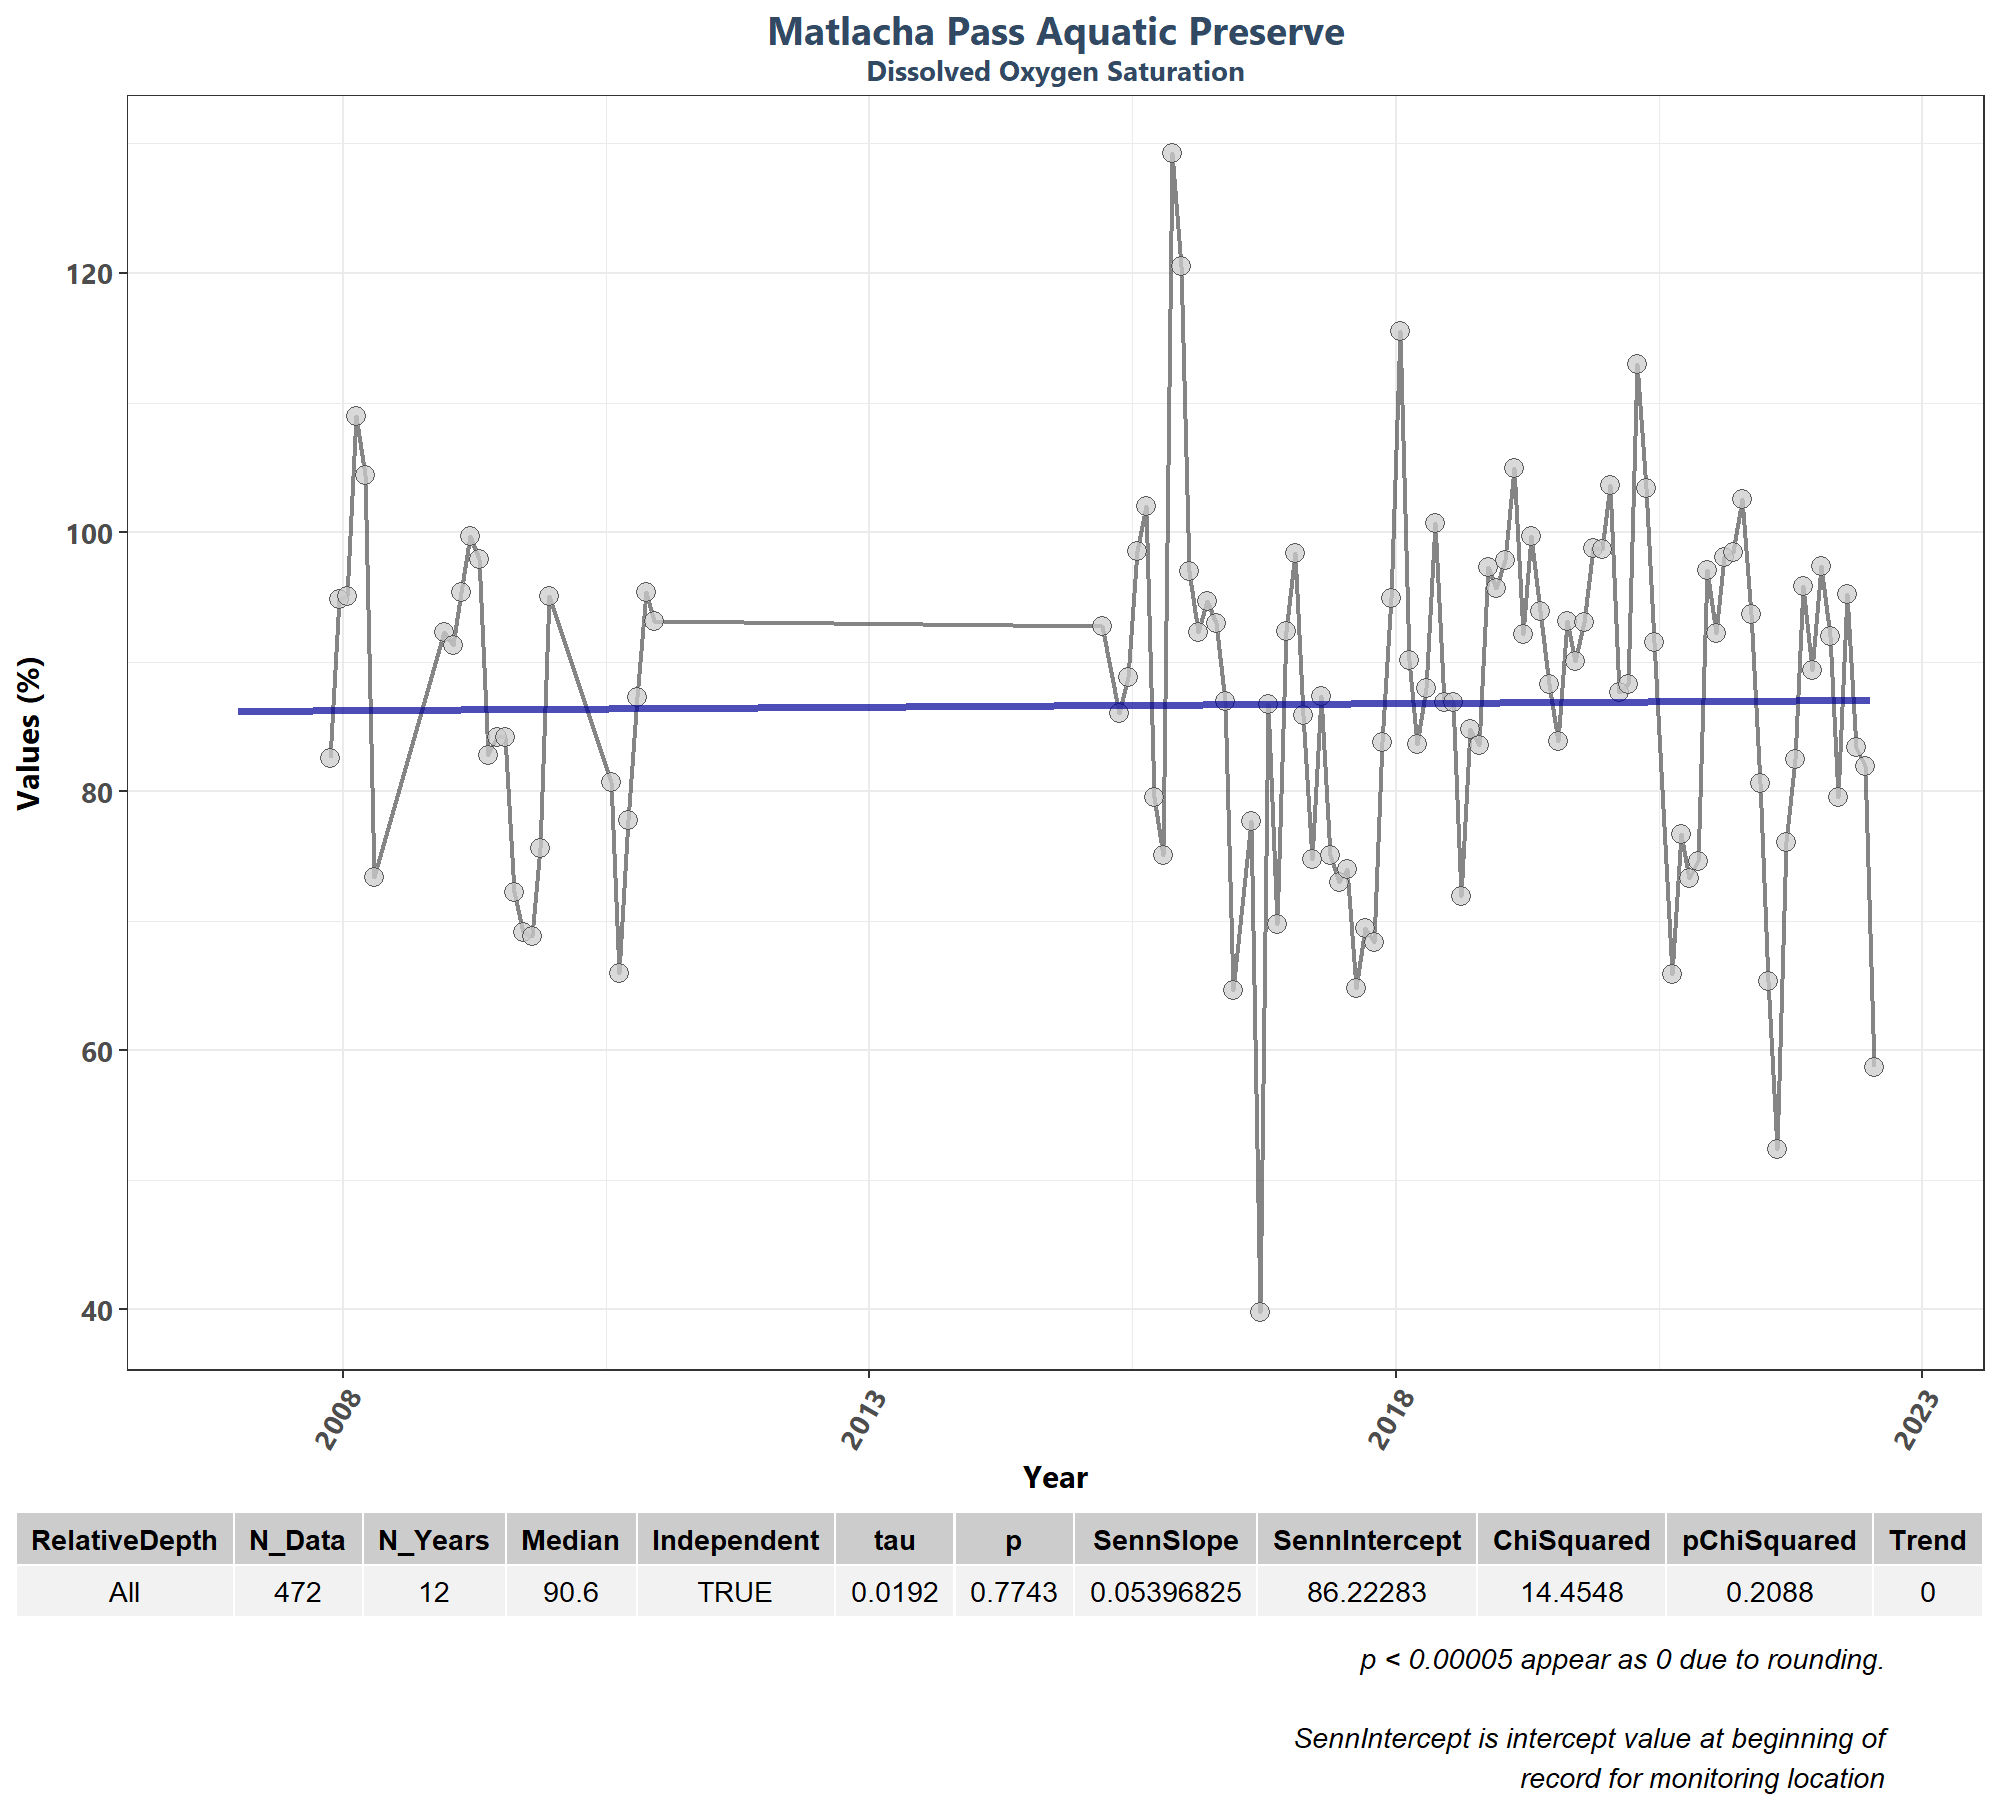 Matlacha Pass Aquatic Preserve
Dissolved Oxygen Saturation
Values (%)
120
100
80
60
40
2008
2013
2018
2023
Year
RelativeDepth N_Data N_Years Median Independent tau p SennSlope SennIntercept ChiSquared pChiSquared Trend
All 472 12 90.6 TRUE 0.0192 0.7743 0.05396825 86.22283 14.4548 0.2088 0
p < 0.00005 appear as 0 due to rounding.
SennIntercept is intercept value at beginning of
record for monitoring location